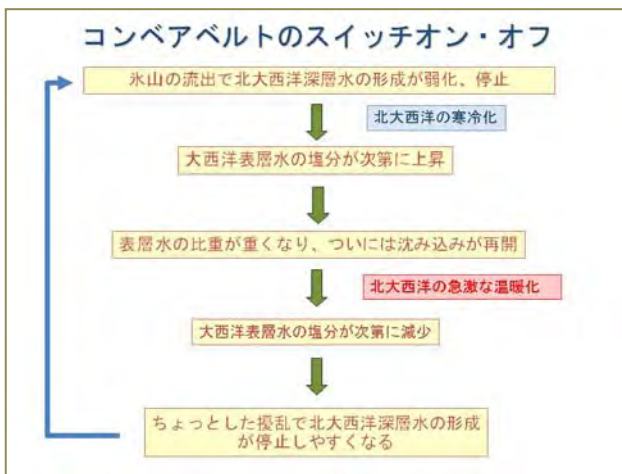 コンベアベルトのスイッチオン・オフ
氷山の流出で北大西洋深層水の形成が弱化、停止
北大西洋の寒冷化
大西洋表層水の塩分が次第に上昇
表層水の比重が重くなり、ついには沈み込みが再開
北大西洋の急激な温暖化
大西洋表層水の塩分が次第に減少
ちょっとした擾乱で北大西洋深層水の形成
が停止しやすくなる